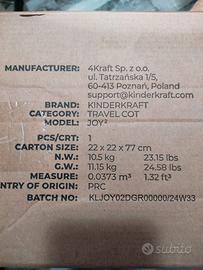 MANUFACTURER: 4Kraft Sp. z o.o.
ul. Tatrzańska 1/5,
60-413 Poznań, Poland
support@kinderkraft.com
BRAND: KINDERKRAFT
CATEGORY: TRAVEL COT
MODEL: JOY²
PCS/CRT: 1
CARTON SIZE: 22 x 22 x 77 cm
N.W.: 10.5 kg 23.15 lbs
G.W.: 11.15 kg 24.58 lbs
MEASURE: 0.0373 m³ 1.32 ft³
NTRY OF ORIGIN: PRC
BATCH NO: KLJOY02DGR00000/24W33
subito